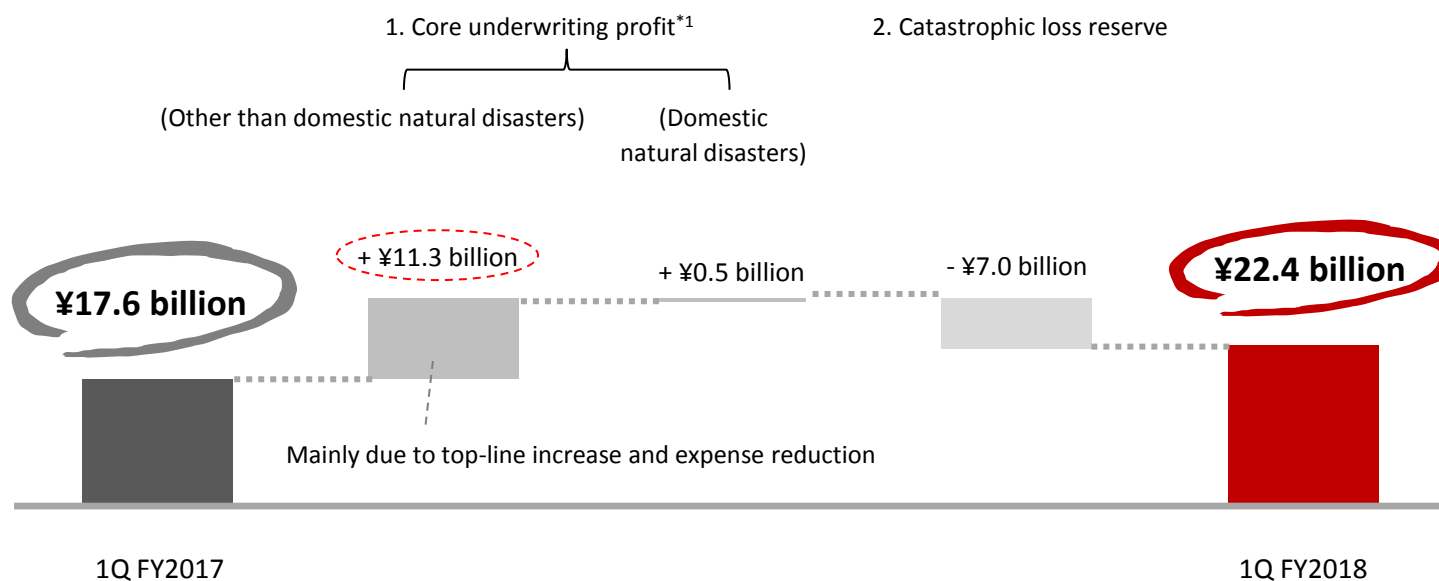 1. Core underwriting profit*1
2. Catastrophic loss reserve
(Other than domestic natural disasters)
(Domestic
natural disasters)
¥17.6 billion
+ ¥11.3 billion
+ ¥0.5 billion
- ¥7.0 billion
¥22.4 billion
Mainly due to top-line increase and expense reduction
1Q FY2017
1Q FY2018